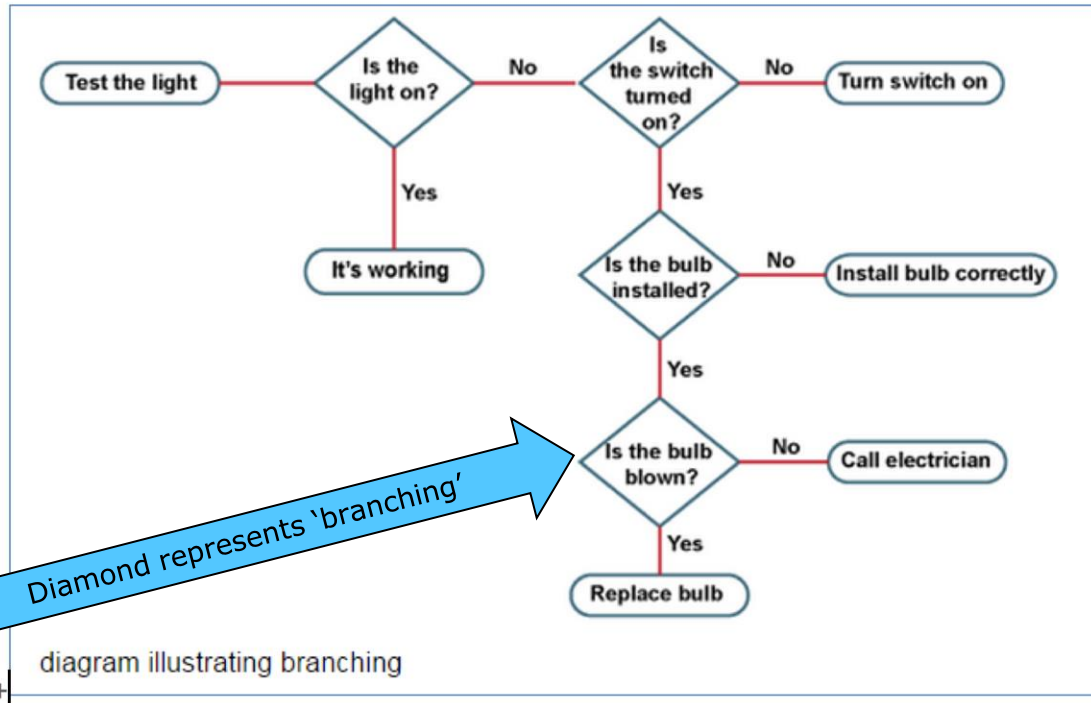 Test the light
Is the
light on?
No
Is
the switch
turned
on?
No
Turn switch on
Yes
Yes
It's working
Is the bulb
installed?
No
Install bulb correctly
Yes
Is the bulb
blown?
No
Call electrician
Diamond represents ‘branching’
Yes
Replace bulb
diagram illustrating branching